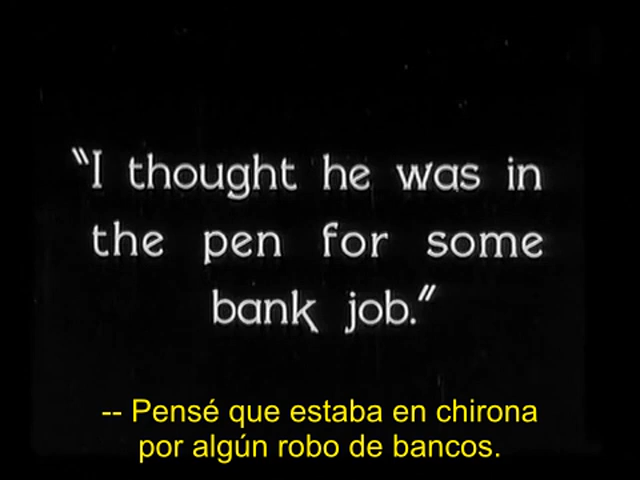 “I thought he was in
the pen for some
bank job.”
-- Pensé que estaba en chirona
por algún robo de bancos.